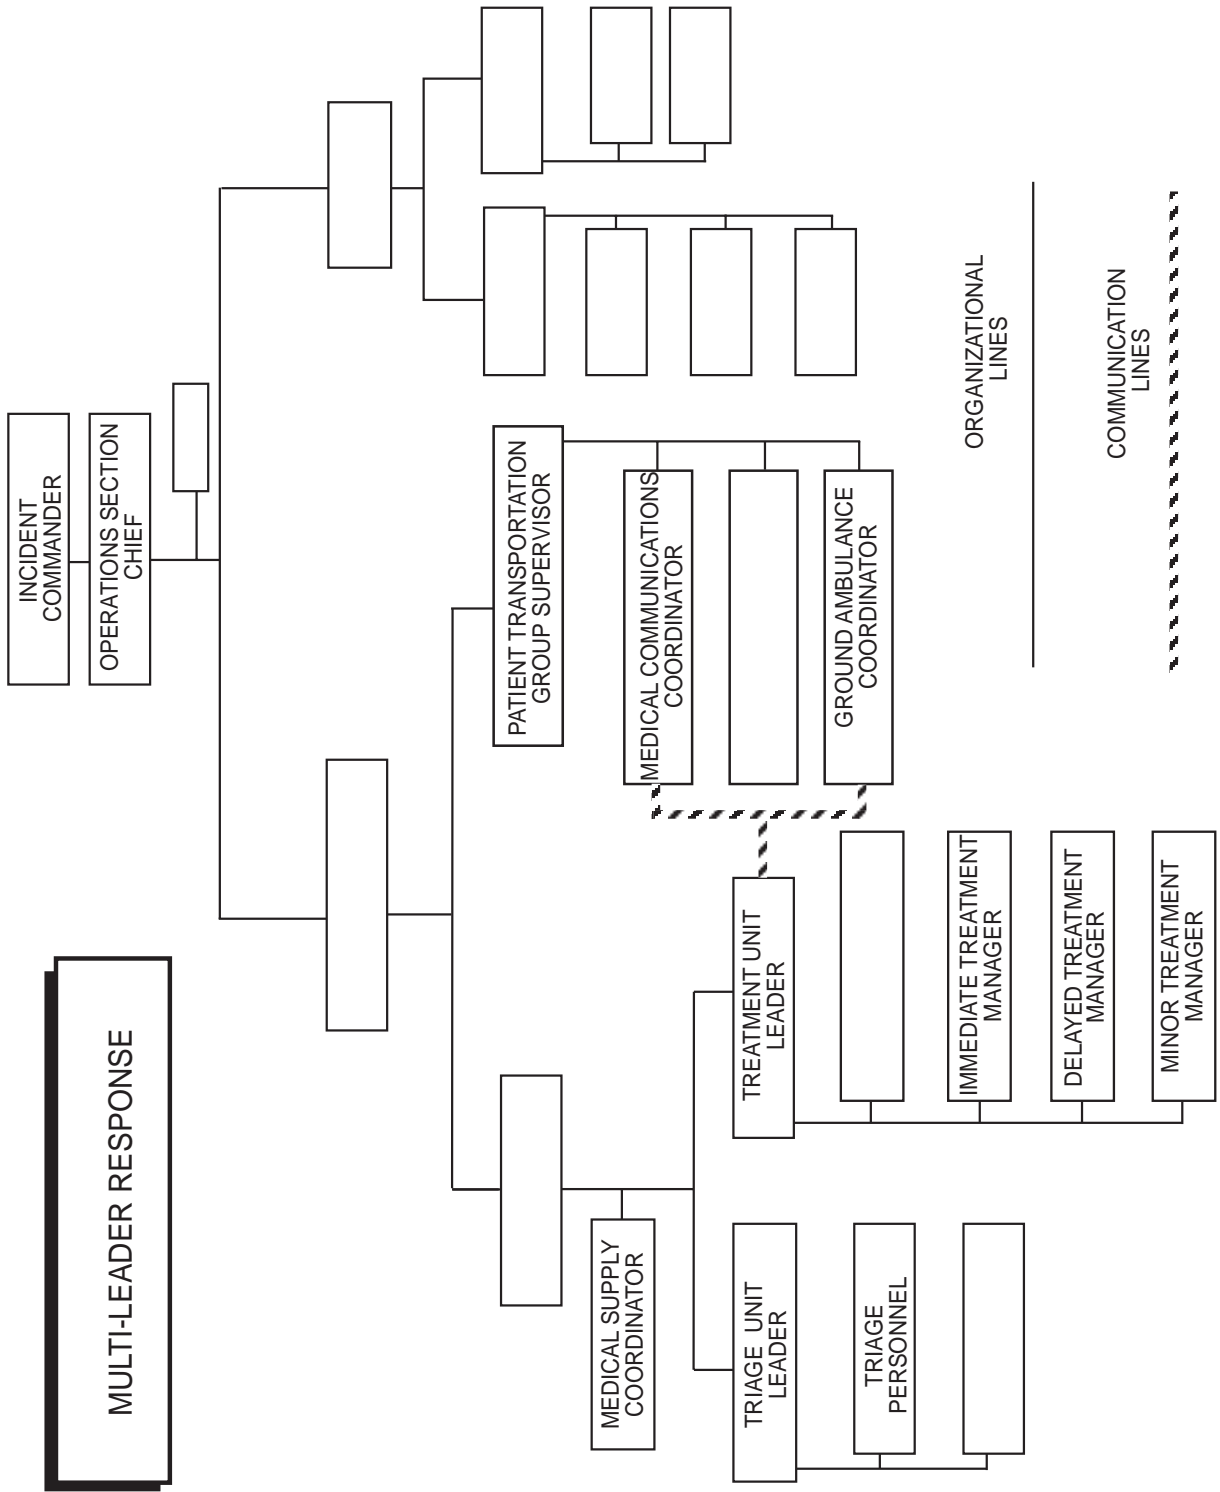 MULTI-LEADER RESPONSE
INCIDENT
COMMANDER
OPERATIONS SECTION
CHIEF
PATIENT TRANSPORTATION
GROUP SUPERVISOR
MEDICAL COMMUNICATIONS
COORDINATOR
GROUND AMBULANCE
COORDINATOR
MEDICAL SUPPLY
COORDINATOR
TRIAGE UNIT
LEADER
TRIAGE
PERSONNEL
TREATMENT UNIT
LEADER
IMMEDIATE TREATMENT
MANAGER
DELAYED TREATMENT
MANAGER
MINOR TREATMENT
MANAGER
ORGANIZATIONAL
LINES
COMMUNICATION
LINES